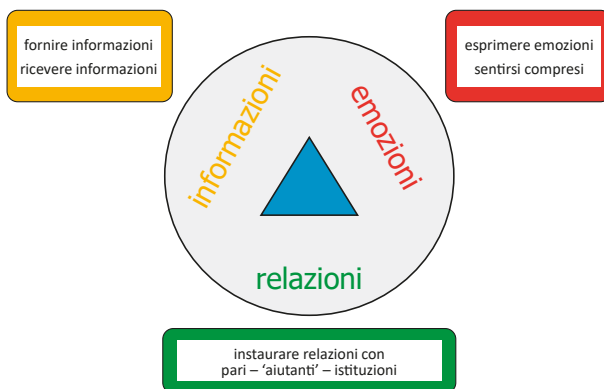 fornire informazioni
ricevere informazioni
esprimere emozioni
sentirsi compresi
informazioni
emozioni
relazioni
instaurare relazioni con
pari – ‘aiutanti’ – istituzioni